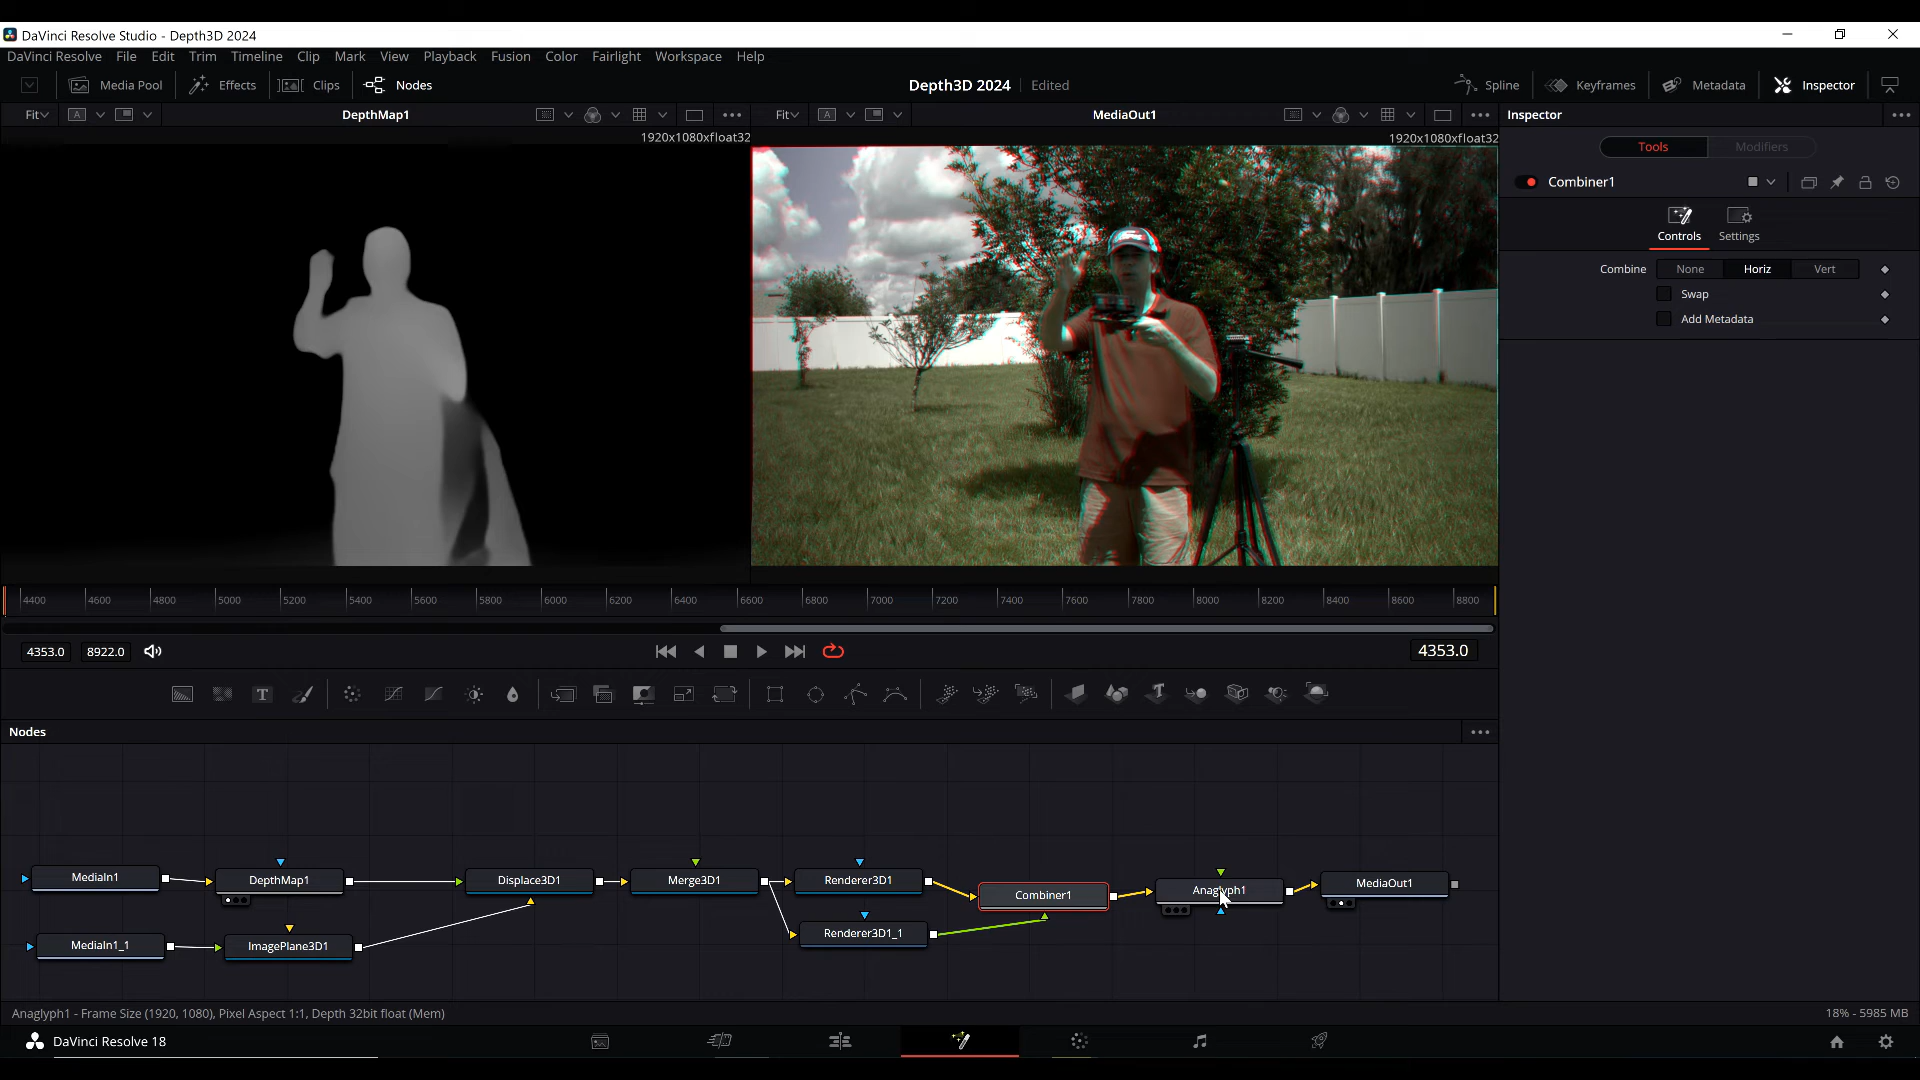 DaVinci Resolve Studio - Depth3D 2024
DaVinci Resolve File Edit Trim Timeline Clip Mark View Playback Fusion Color Fairlight Workspace Help
Media Pool Effects Clips Nodes Depth3D 2024 Edited Spline Keyframes Metadata Inspector
Fit A DepthMap1 Fit A MediaOut1 Inspector
1920x1080xfloat32 1920x1080xfloat32
Tools Modifiers
Combiner1
Controls Settings
Combine None Horiz Vert
Swap
Add Metadata
4400 4600 4800 5000 5200 5400 5600 5800 6000 6200 6400 6600 6800 7000 7200 7400 7600 7800 8000 8200 8400 8600 8800
4353.0 8922.0 4353.0
T T
Nodes
MediaIn1 DepthMap1 Displace3D1 Merge3D1 Renderer3D1 Combiner1 Anaglyph1 MediaOut1
MediaIn1_1 ImagePlane3D1 Renderer3D1_1
Anaglyph1 - Frame Size (1920, 1080), Pixel Aspect 1:1, Depth 32bit float (Mem) 18% - 5985 MB
DaVinci Resolve 18